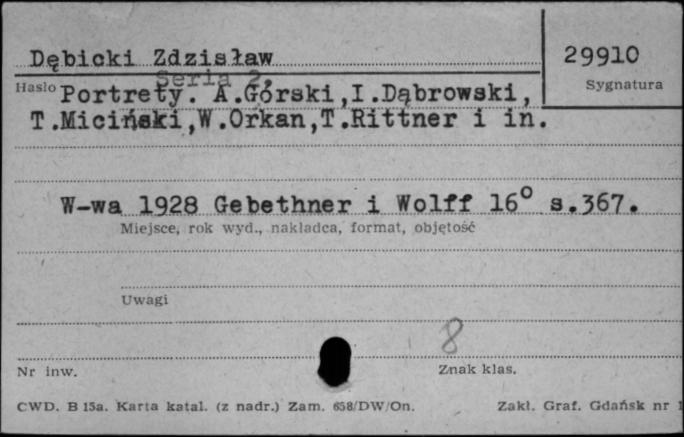 Dębicki Zdzisław
29910
Sygnatura
Seria 2.
Hasło Portrety. A.Górski,I.Dąbrowski,
T.Miciński,W.Orkan,T.Rittner i in.
W-wa 1928 Gebethner i Wolff 16° s.367.
Miejsce, rok wyd., nakładca, format, objętość
Uwagi
8
Nr inw.
Znak klas.
CWD. B 15a. Karta katal. (z nadr.) Zam. 658/DW/On.
Zakł. Graf. Gdańsk nr 1